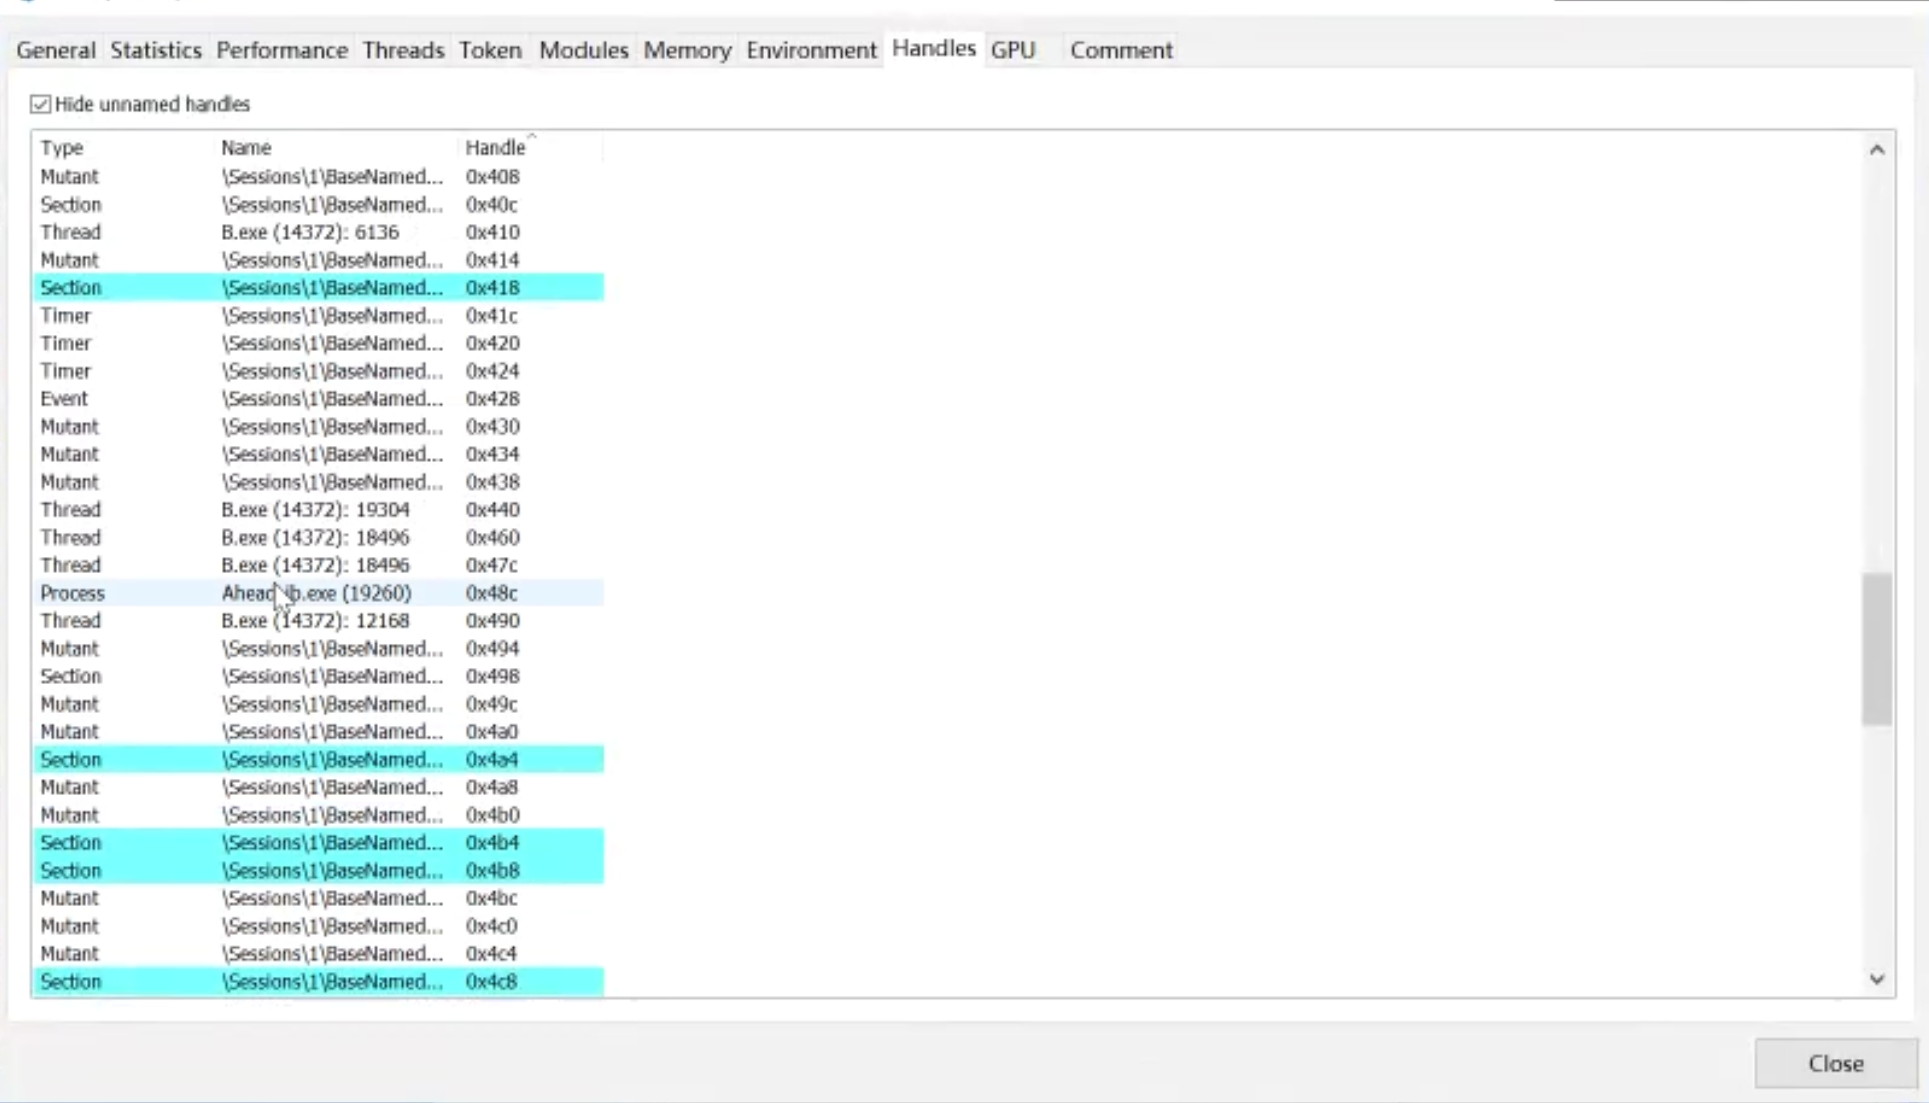 General Statistics Performance Threads Token Modules Memory Environment Handles GPU Comment
Hide unnamed handles
Type Name Handle
Mutant \Sessions\1\BaseNamed... 0x408
Section \Sessions\1\BaseNamed... 0x40c
Thread B.exe (14372): 6136 0x410
Mutant \Sessions\1\BaseNamed... 0x414
Section \Sessions\1\BaseNamed... 0x418
Timer \Sessions\1\BaseNamed... 0x41c
Timer \Sessions\1\BaseNamed... 0x420
Timer \Sessions\1\BaseNamed... 0x424
Event \Sessions\1\BaseNamed... 0x428
Mutant \Sessions\1\BaseNamed... 0x430
Mutant \Sessions\1\BaseNamed... 0x434
Mutant \Sessions\1\BaseNamed... 0x438
Thread B.exe (14372): 19304 0x440
Thread B.exe (14372): 18496 0x460
Thread B.exe (14372): 18496 0x47c
Process (19260) 0x48c
Thread B.exe (14372): 12168 0x490
Mutant \Sessions\1\BaseNamed... 0x494
Section \Sessions\1\BaseNamed... 0x498
Mutant \Sessions\1\BaseNamed... 0x49c
Mutant \Sessions\1\BaseNamed... 0x4a0
Section \Sessions\1\BaseNamed... 0x4a4
Mutant \Sessions\1\BaseNamed... 0x4a8
Mutant \Sessions\1\BaseNamed... 0x4b0
Section \Sessions\1\BaseNamed... 0x4b4
Section \Sessions\1\BaseNamed... 0x4b8
Mutant \Sessions\1\BaseNamed... 0x4bc
Mutant \Sessions\1\BaseNamed... 0x4c0
Mutant \Sessions\1\BaseNamed... 0x4c4
Section \Sessions\1\BaseNamed... 0x4c8
Close